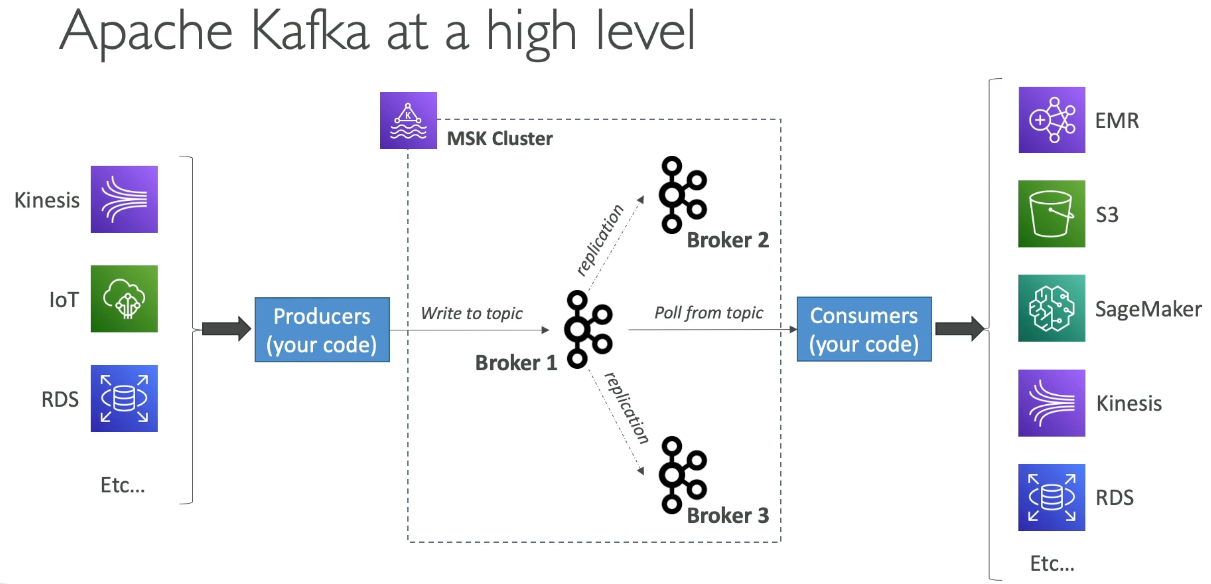 Apache Kafka at a high level
MSK Cluster
K
Kinesis
IoT
RDS
Etc...
Producers
(your code)
Write to topic
replication
Broker 2
Broker 1
Poll from topic
replication
Broker 3
Consumers
(your code)
EMR
S3
SageMaker
Kinesis
RDS
Etc...